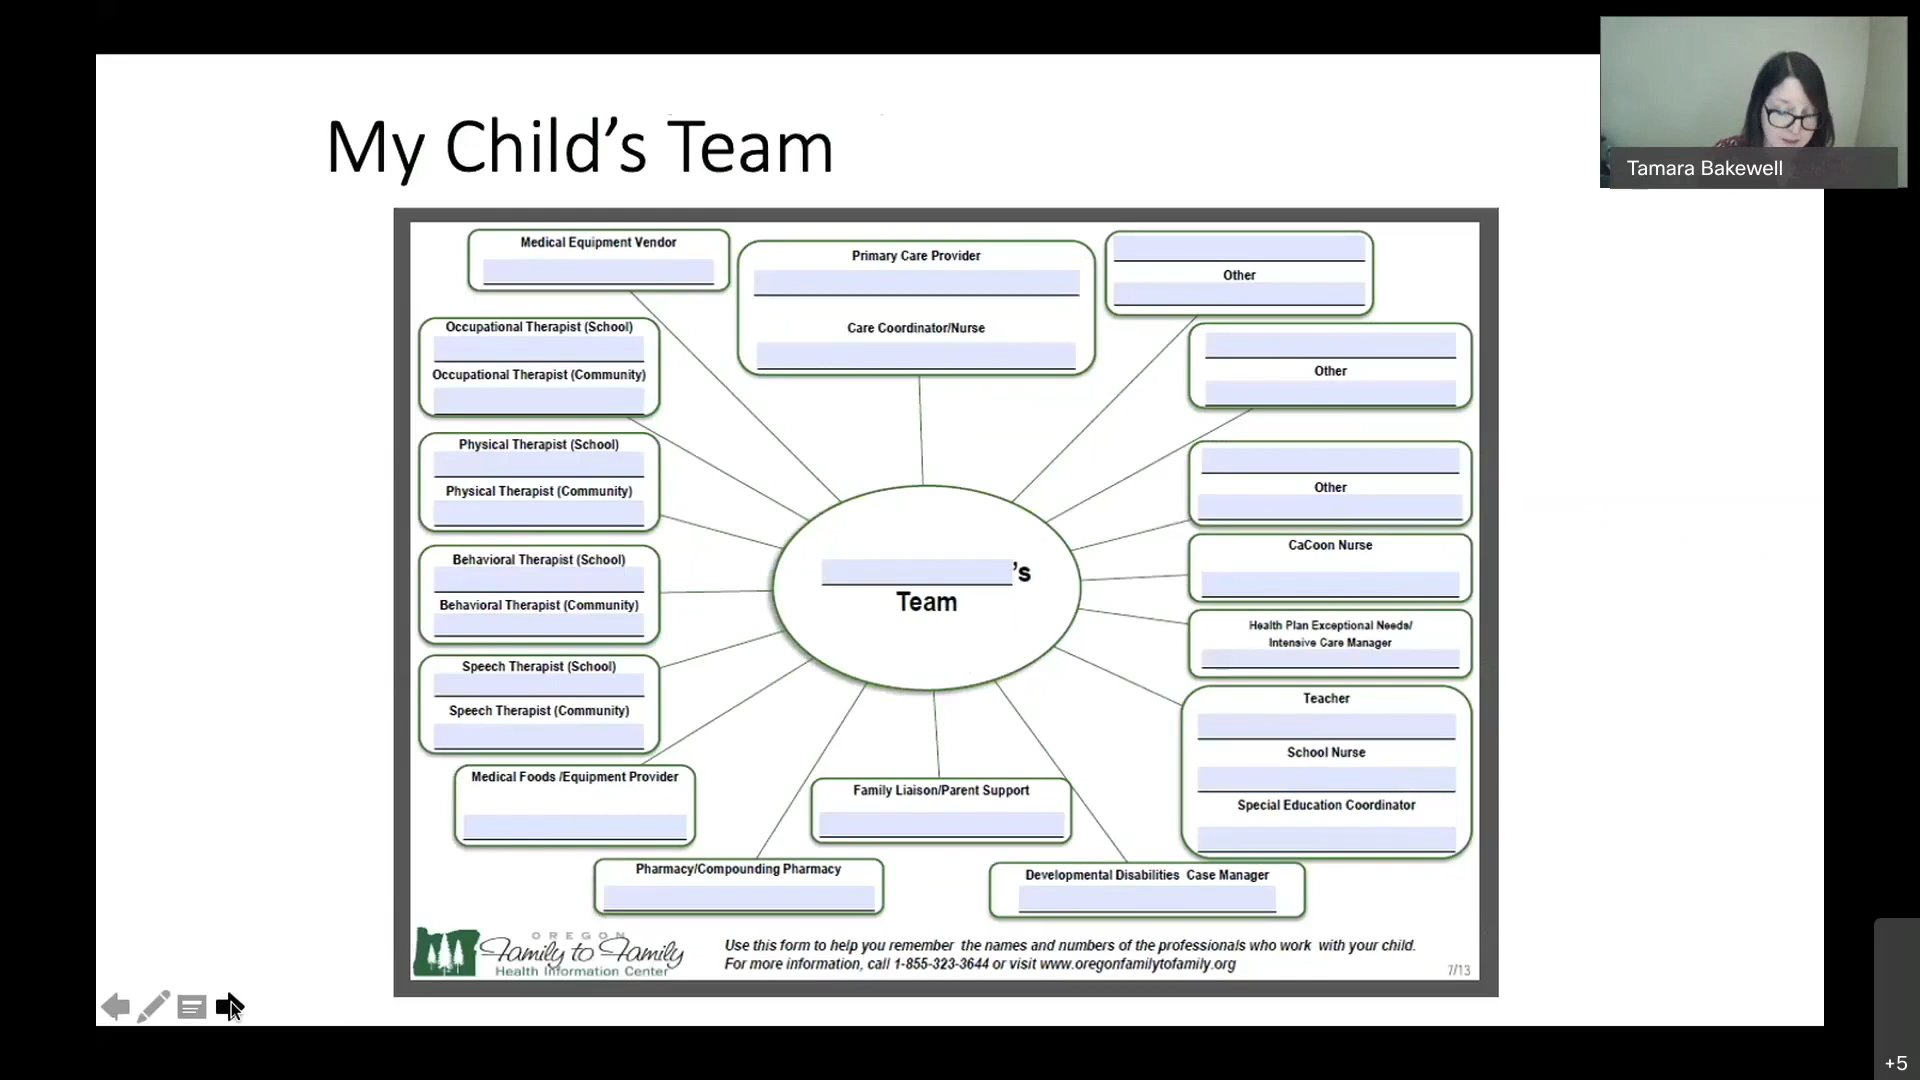 My Child's Team
Tamara Bakewell
Medical Equipment Vendor
Primary Care Provider
Care Coordinator/Nurse
Other
Other
Other
Occupational Therapist (School)
Occupational Therapist (Community)
Physical Therapist (School)
Physical Therapist (Community)
Behavioral Therapist (School)
Behavioral Therapist (Community)
Speech Therapist (School)
Speech Therapist (Community)
's
Team
CaCoon Nurse
Health Plan Exceptional Needs/
Intensive Care Manager
Teacher
School Nurse
Special Education Coordinator
Medical Foods /Equipment Provider
Family Liaison/Parent Support
Pharmacy/Compounding Pharmacy
Developmental Disabilities Case Manager
OREGON
Family to Family
Health Information Center
Use this form to help you remember the names and numbers of the professionals who work with your child.
For more information, call 1-855-323-3644 or visit www.oregonfamilytofamily.org
7/13
+5